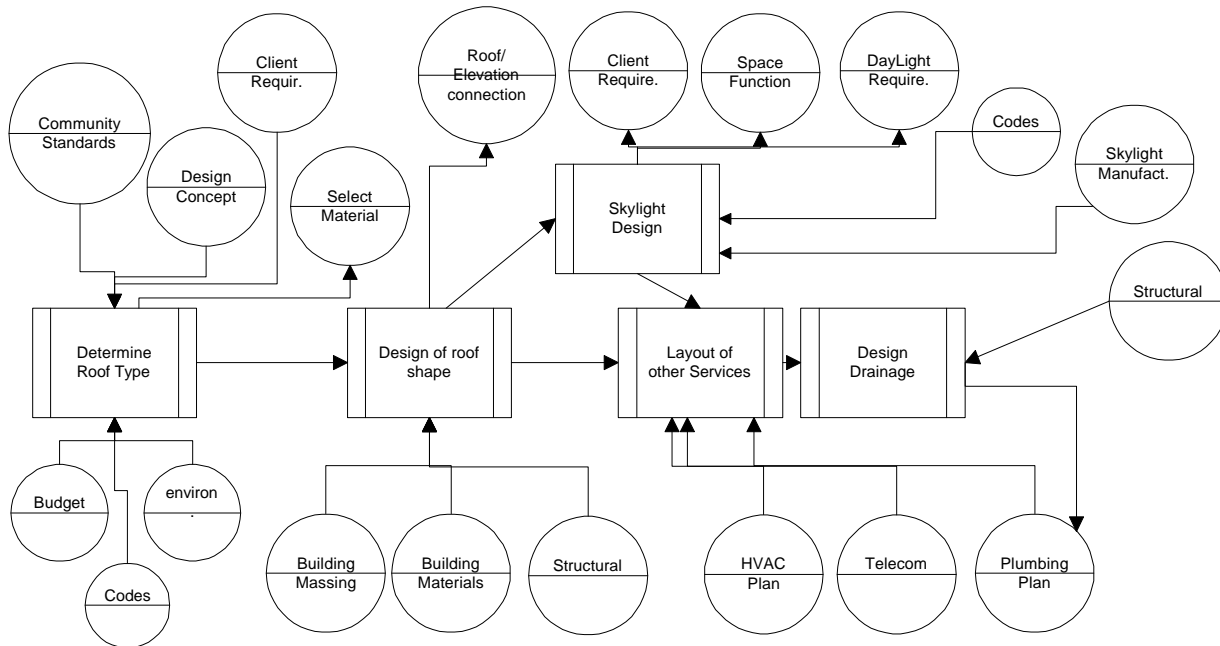 Client
Requir.
Roof/
Elevation
connection
Client
Require.
Space
Function
DayLight
Require.
Community
Standards
Design
Concept
Select
Material
Codes
Skylight
Manufact.
Skylight
Design
Structural
Determine
Roof Type
Design of roof
shape
Layout of
other Services
Design
Drainage
Budget
environ
.
Codes
Building
Massing
Building
Materials
Structural
HVAC
Plan
Telecom
Plumbing
Plan